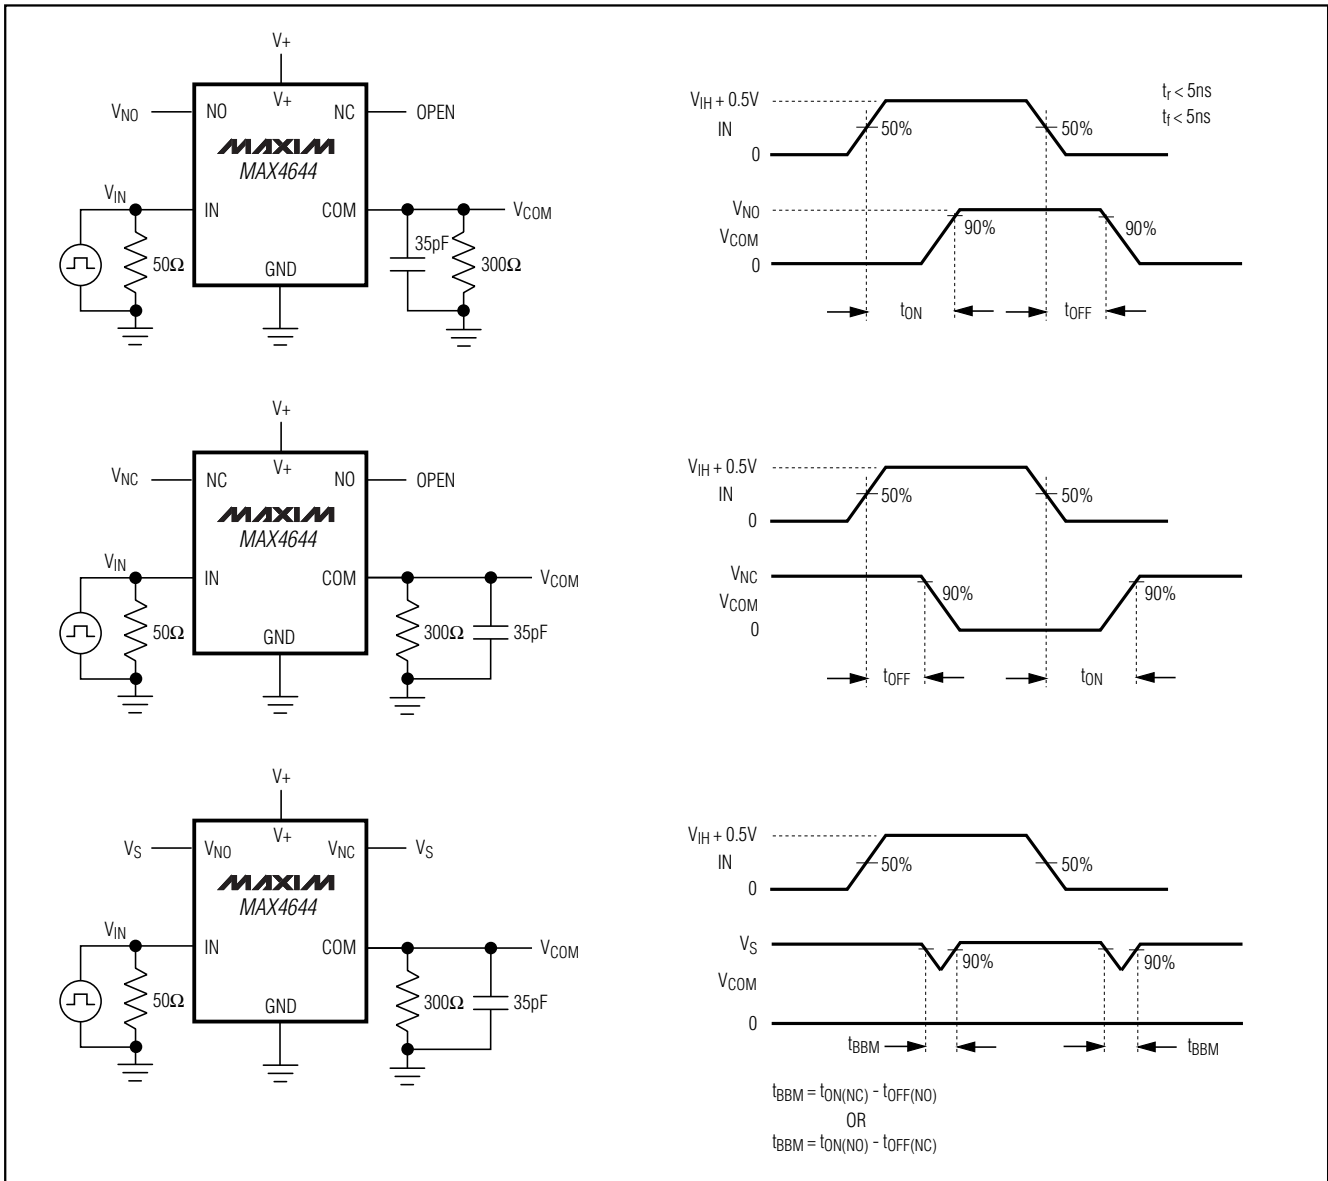 V+
V+
VNO NO NC OPEN
MAXIM
MAX4644
VIN IN COM VCOM
50Ω GND 35pF 300Ω
VIH + 0.5V
IN 50% 50%
0
tr < 5ns
tf < 5ns
VNO
VCOM 90% 90%
0
tON tOFF
V+
V+
VNC NC NO OPEN
MAXIM
MAX4644
VIN IN COM VCOM
50Ω GND 300Ω 35pF
VIH + 0.5V
IN 50% 50%
0
VNC
VCOM 90% 90%
0
tOFF tON
V+
V+
VS VNO VNC VS
MAXIM
MAX4644
VIN IN COM VCOM
50Ω GND 300Ω 35pF
VIH + 0.5V
IN 50% 50%
0
VS
VCOM 90% 90%
0
tBBM tBBM
tBBM = tON(NC) - tOFF(NO)
OR
tBBM = tON(NO) - tOFF(NC)